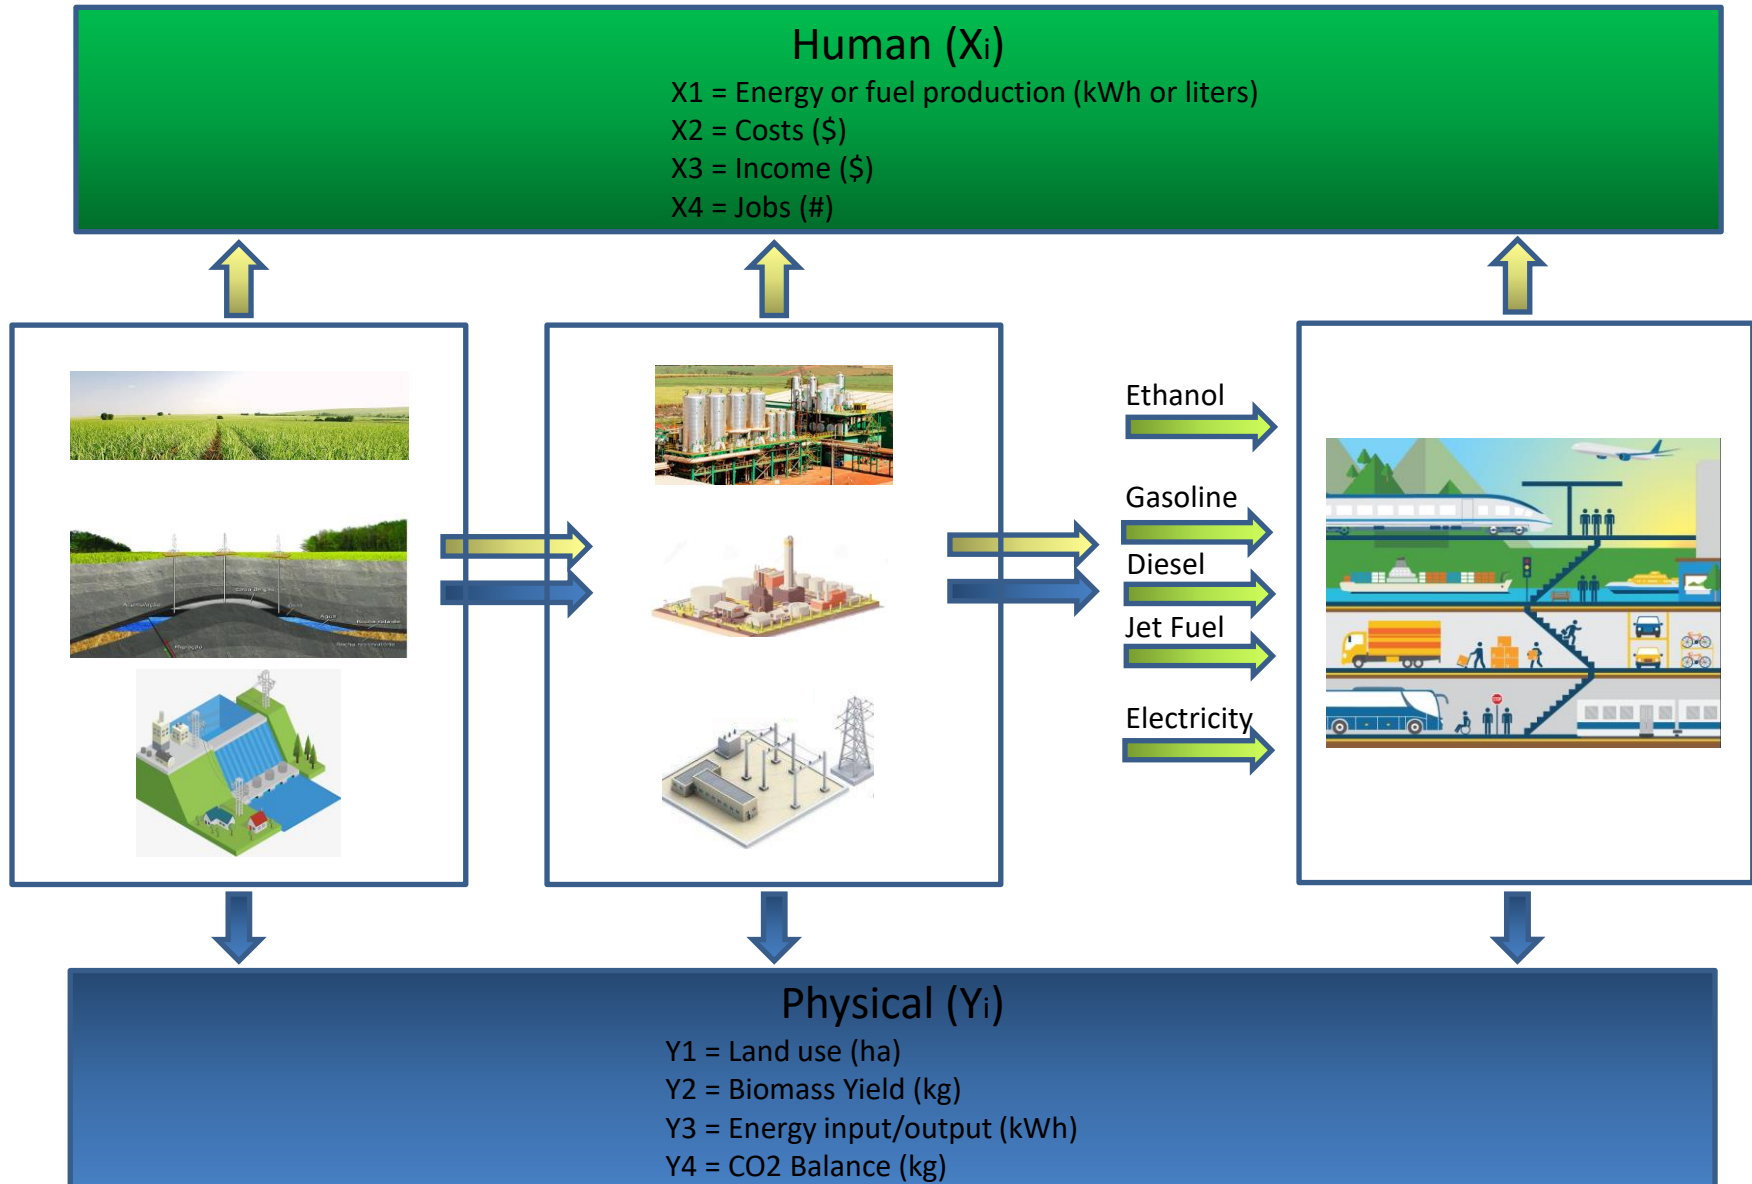 Human (Xi)
X1 = Energy or fuel production (kWh or liters)
X2 = Costs ($)
X3 = Income ($)
X4 = Jobs (#)
Ethanol
Gasoline
Diesel
Jet Fuel
Electricity
STOP
Physical (Yi)
Y1 = Land use (ha)
Y2 = Biomass Yield (kg)
Y3 = Energy input/output (kWh)
Y4 = CO2 Balance (kg)